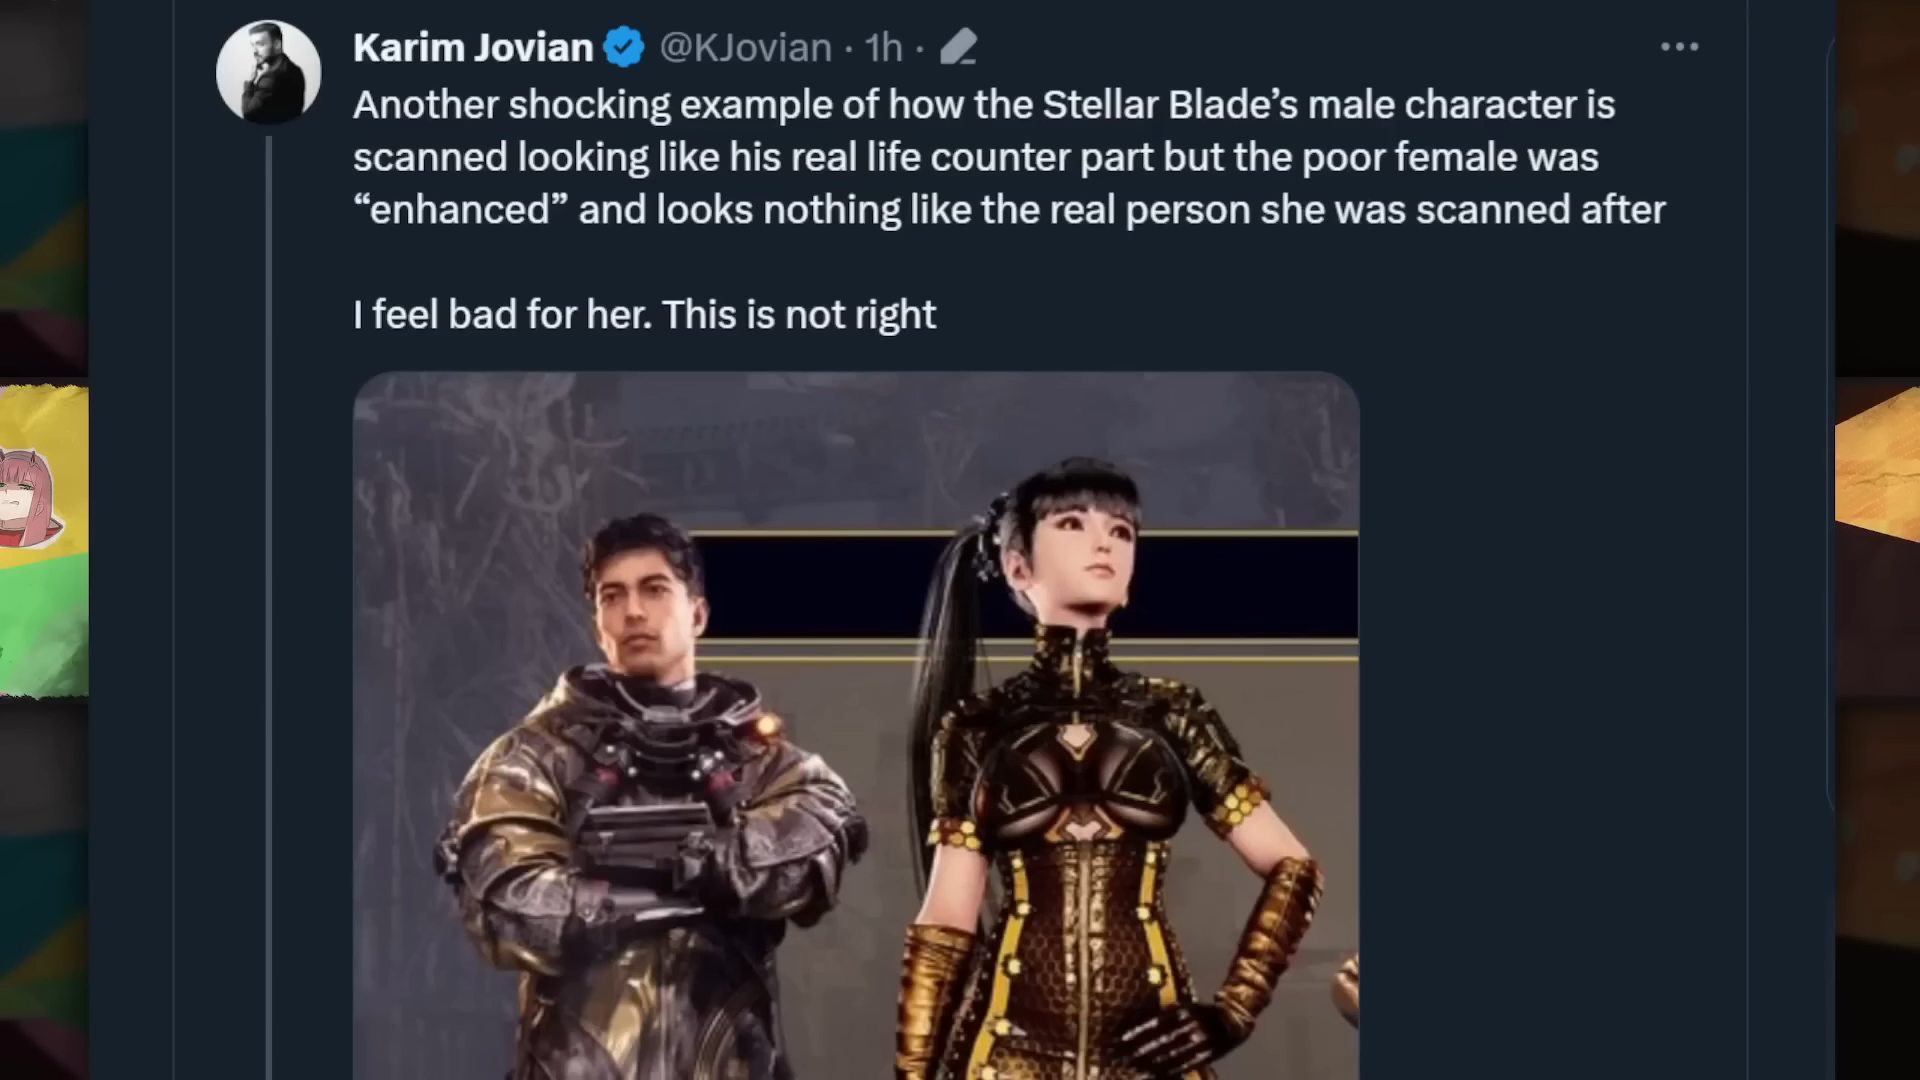 Karim Jovian @KJovian · 1h ·
Another shocking example of how the Stellar Blade’s male character is
scanned looking like his real life counter part but the poor female was
“enhanced” and looks nothing like the real person she was scanned after
I feel bad for her. This is not right